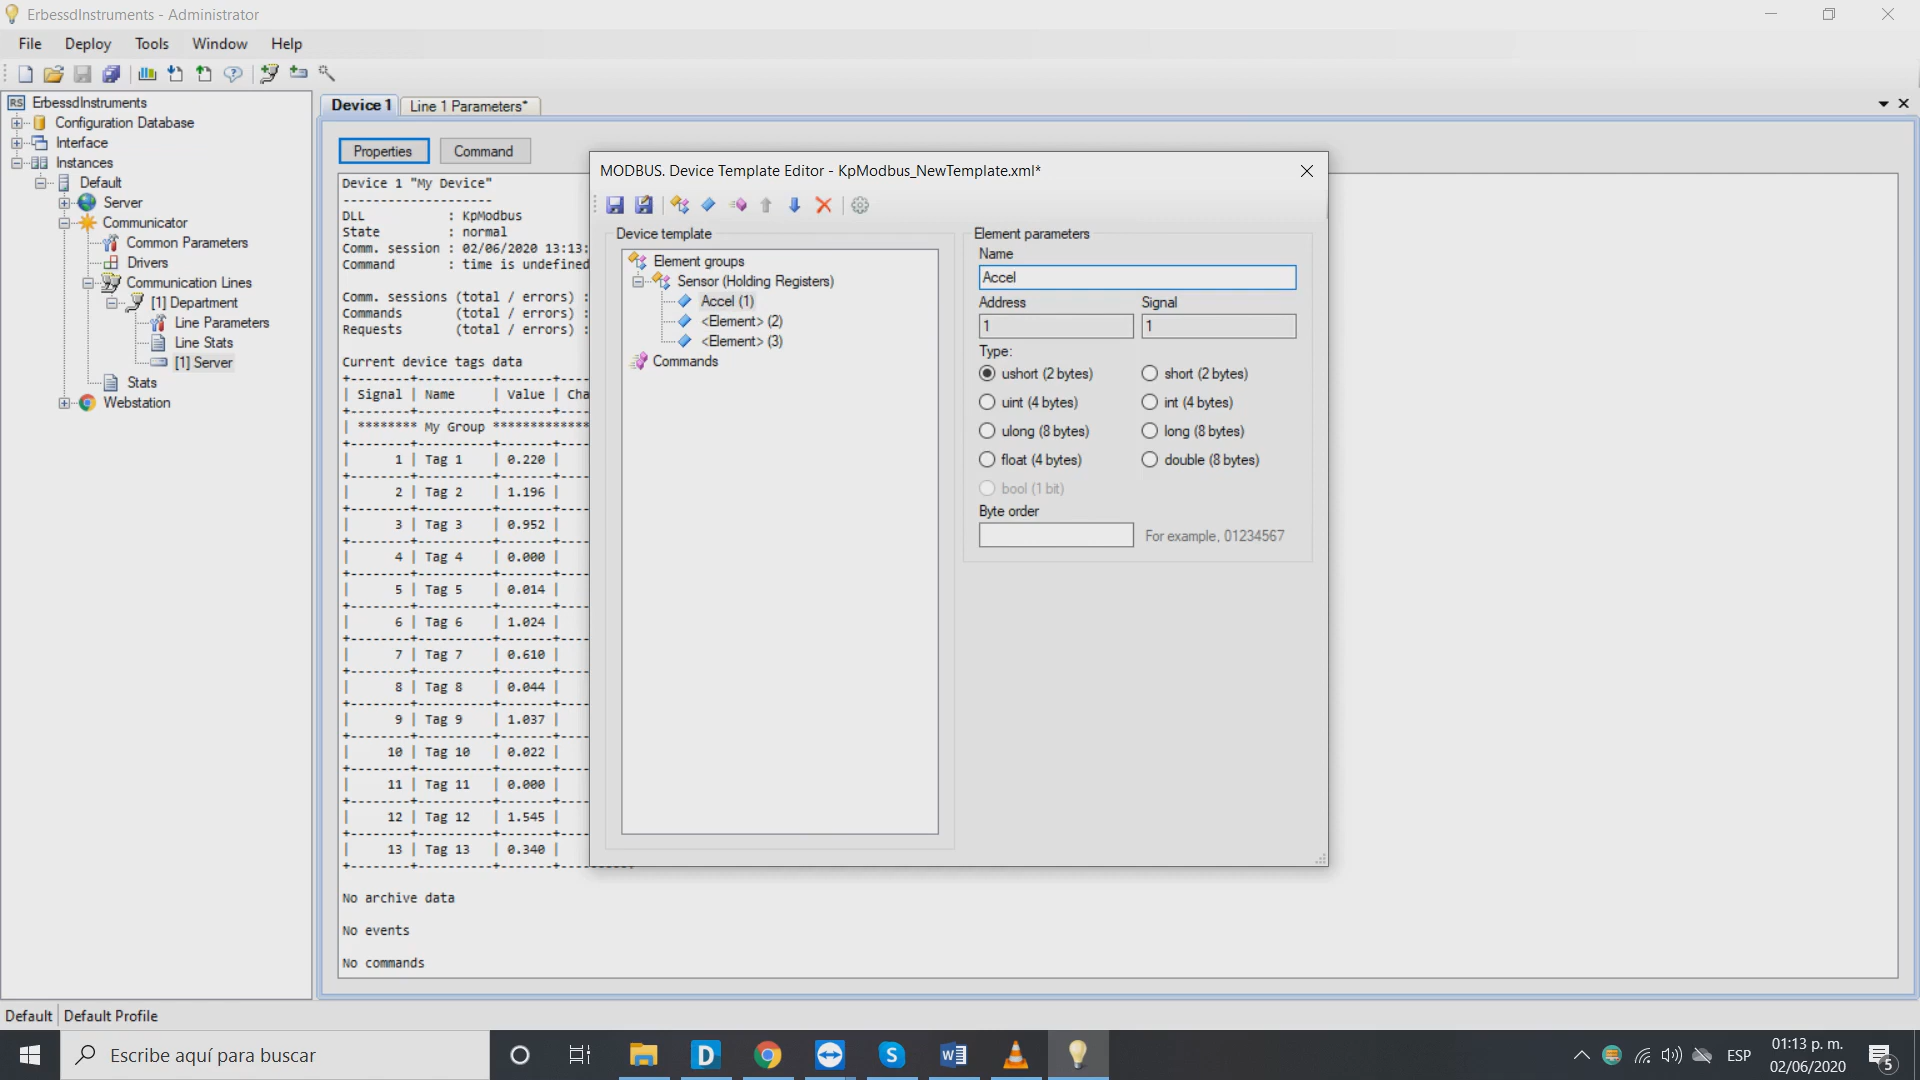 ErbessdInstruments - Administrator
File Deploy Tools Window Help
RS ErbessdInstruments
Configuration Database
Interface
Instances
Default
Server
Communicator
Common Parameters
Drivers
Communication Lines
[1] Department
Line Parameters
Line Stats
[1] Server
Stats
Webstation
Device 1 Line 1 Parameters*
Properties Command
Device 1 "My Device"
--------------------
DLL : KpModbus
State : normal
Comm. session : 02/06/2020 13:13:
Command : time is undefined
Comm. sessions (total / errors) :
Commands (total / errors) :
Requests (total / errors) :
Current device tags data
| Signal | Name | Value | Cha
| ******** My Group *************
| 1 | Tag 1 | 0.220 |
| 2 | Tag 2 | 1.196 |
| 3 | Tag 3 | 0.952 |
| 4 | Tag 4 | 0.000 |
| 5 | Tag 5 | 0.014 |
| 6 | Tag 6 | 1.024 |
| 7 | Tag 7 | 0.610 |
| 8 | Tag 8 | 0.044 |
| 9 | Tag 9 | 1.037 |
| 10 | Tag 10 | 0.022 |
| 11 | Tag 11 | 0.000 |
| 12 | Tag 12 | 1.545 |
| 13 | Tag 13 | 0.340 |
No archive data
No events
No commands
MODBUS. Device Template Editor - KpModbus_NewTemplate.xml*
Device template
Element groups
Sensor (Holding Registers)
Accel (1)
<Element> (2)
<Element> (3)
Commands
Element parameters
Name
Accel
Address Signal
1 1
Type:
ushort (2 bytes) short (2 bytes)
uint (4 bytes) int (4 bytes)
ulong (8 bytes) long (8 bytes)
float (4 bytes) double (8 bytes)
bool (1 bit)
Byte order
For example, 01234567
Default Default Profile
Escribe aquí para buscar
ESP
01:13 p. m.
02/06/2020
5